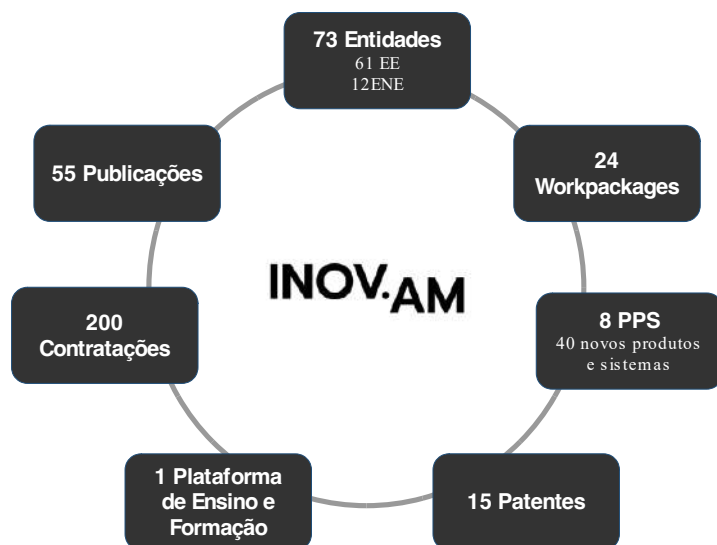 73 Entidades
61 EE
12ENE
24
Workpackages
8 PPS
40 novos produtos
e sistemas
15 Patentes
1 Plataforma
de Ensino e
Formação
200
Contratações
55 Publicações
INOV.AM